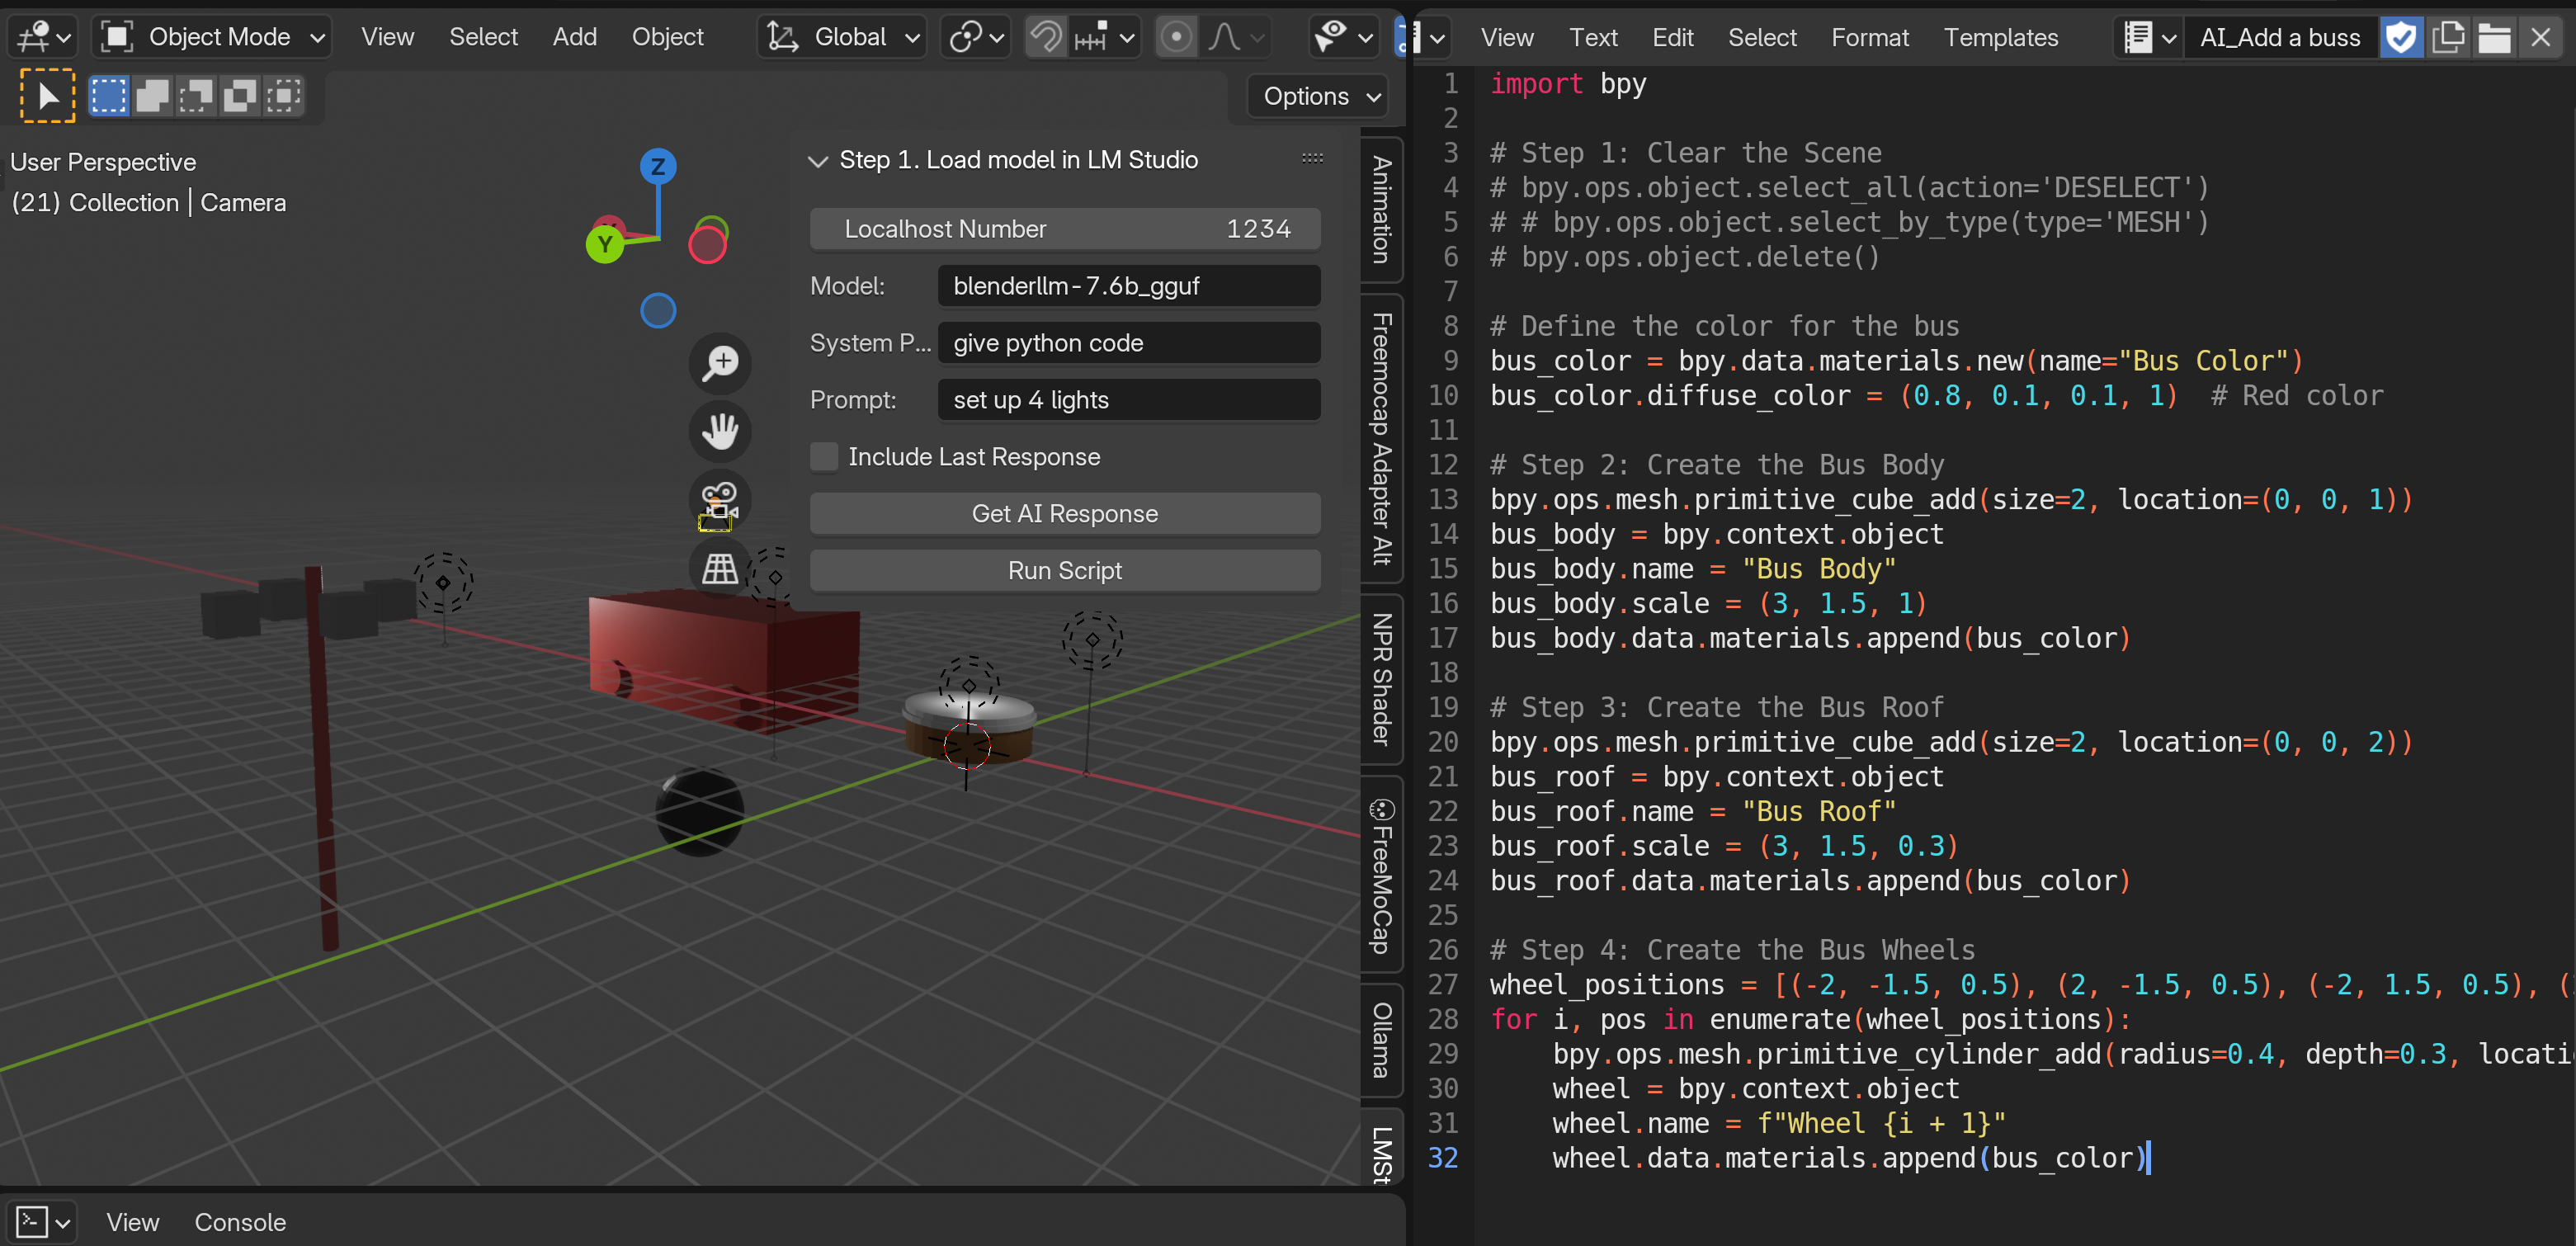 Object Mode View Select Add Object Global
Options
User Perspective
(21) Collection | Camera
Z
Y
Step 1. Load model in LM Studio
Localhost Number 1234
Model: blenderllm-7.6b_gguf
System P... give python code
Prompt: set up 4 lights
Include Last Response
Get AI Response
Run Script
Animation
Freemocap Adapter Alt
NPR Shader
FreeMoCap
Ollama
LMSt
View Console
View Text Edit Select Format Templates AI_Add a buss
1 import bpy
2
3 # Step 1: Clear the Scene
4 # bpy.ops.object.select_all(action='DESELECT')
5 # # bpy.ops.object.select_by_type(type='MESH')
6 # bpy.ops.object.delete()
7
8 # Define the color for the bus
9 bus_color = bpy.data.materials.new(name="Bus Color")
10 bus_color.diffuse_color = (0.8, 0.1, 0.1, 1)  # Red color
11
12 # Step 2: Create the Bus Body
13 bpy.ops.mesh.primitive_cube_add(size=2, location=(0, 0, 1))
14 bus_body = bpy.context.object
15 bus_body.name = "Bus Body"
16 bus_body.scale = (3, 1.5, 1)
17 bus_body.data.materials.append(bus_color)
18
19 # Step 3: Create the Bus Roof
20 bpy.ops.mesh.primitive_cube_add(size=2, location=(0, 0, 2))
21 bus_roof = bpy.context.object
22 bus_roof.name = "Bus Roof"
23 bus_roof.scale = (3, 1.5, 0.3)
24 bus_roof.data.materials.append(bus_color)
25
26 # Step 4: Create the Bus Wheels
27 wheel_positions = [(-2, -1.5, 0.5), (2, -1.5, 0.5), (-2, 1.5, 0.5), (
28 for i, pos in enumerate(wheel_positions):
29     bpy.ops.mesh.primitive_cylinder_add(radius=0.4, depth=0.3, locati
30     wheel = bpy.context.object
31     wheel.name = f"Wheel {i + 1}"
32     wheel.data.materials.append(bus_color)